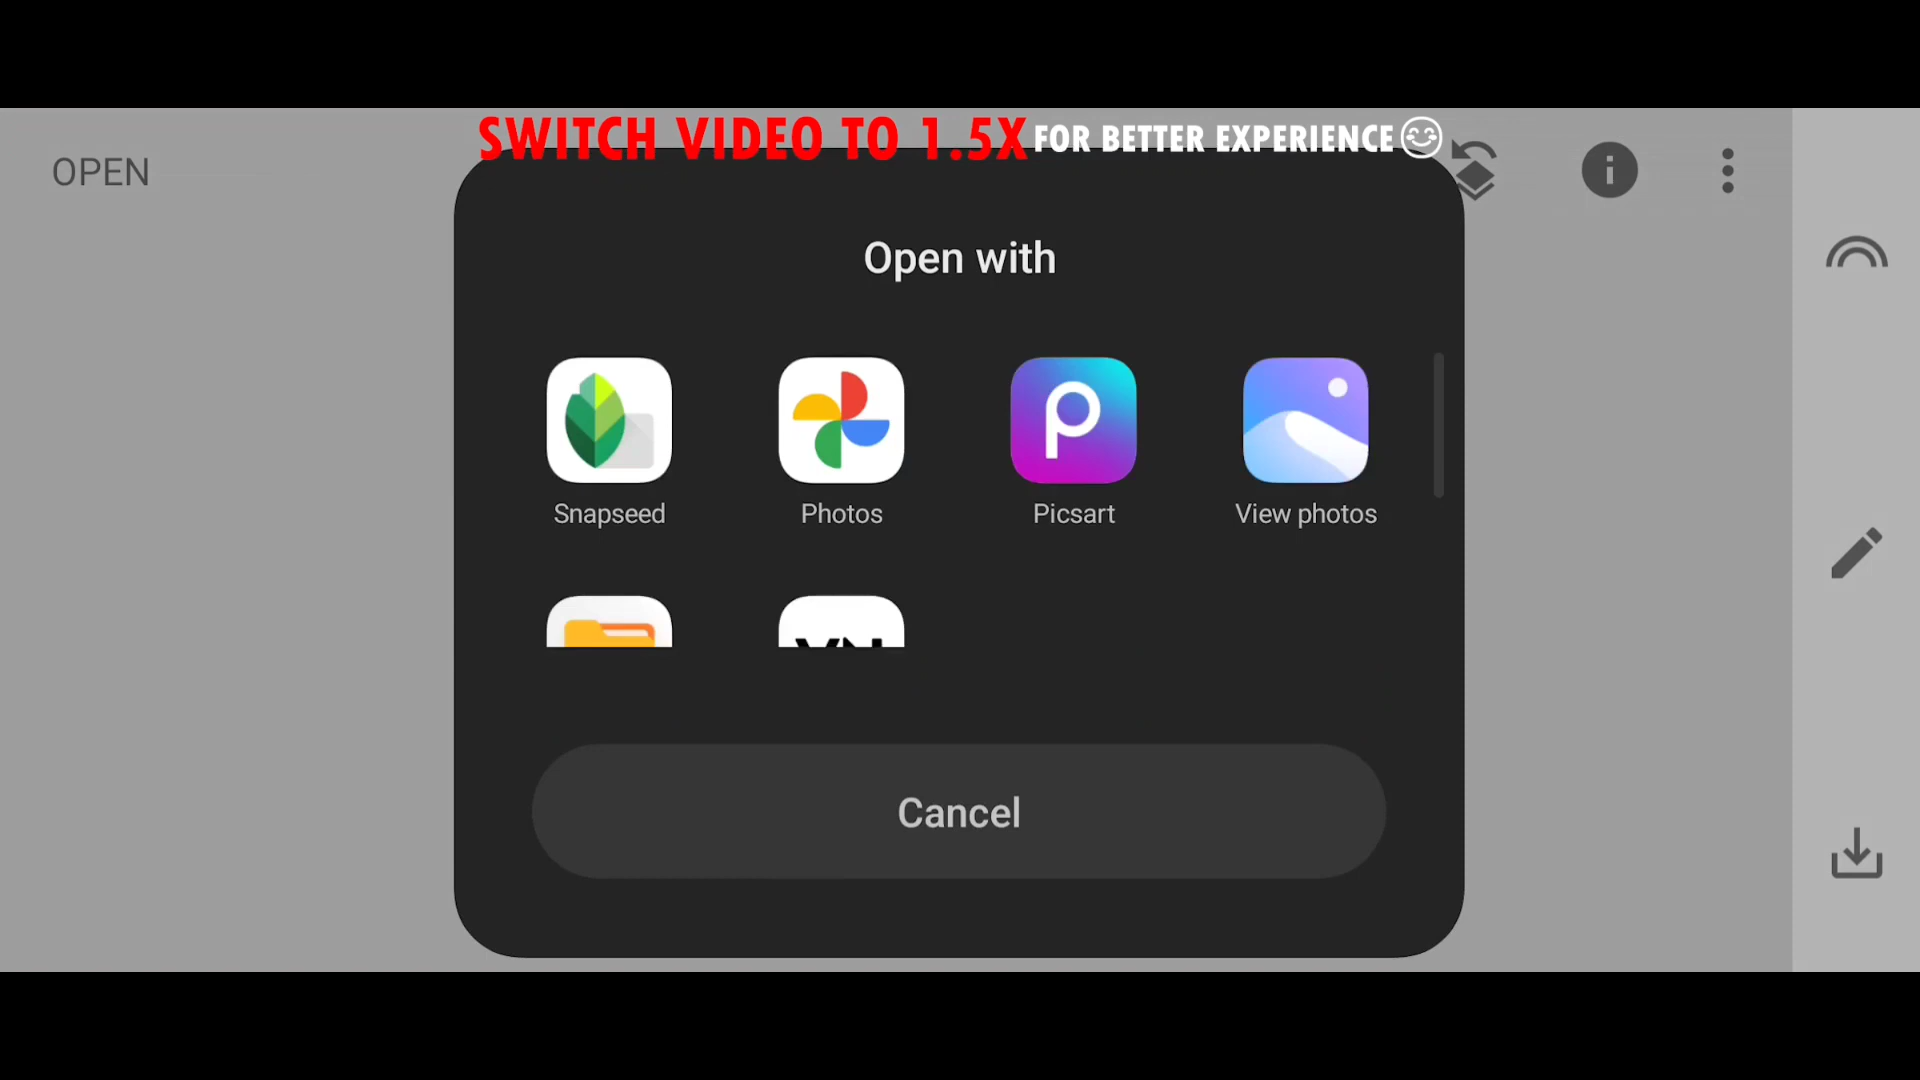 SWITCH VIDEO TO 1.5X FOR BETTER EXPERIENCE
OPEN
Open with
Snapseed
Photos
Picsart
View photos
Cancel